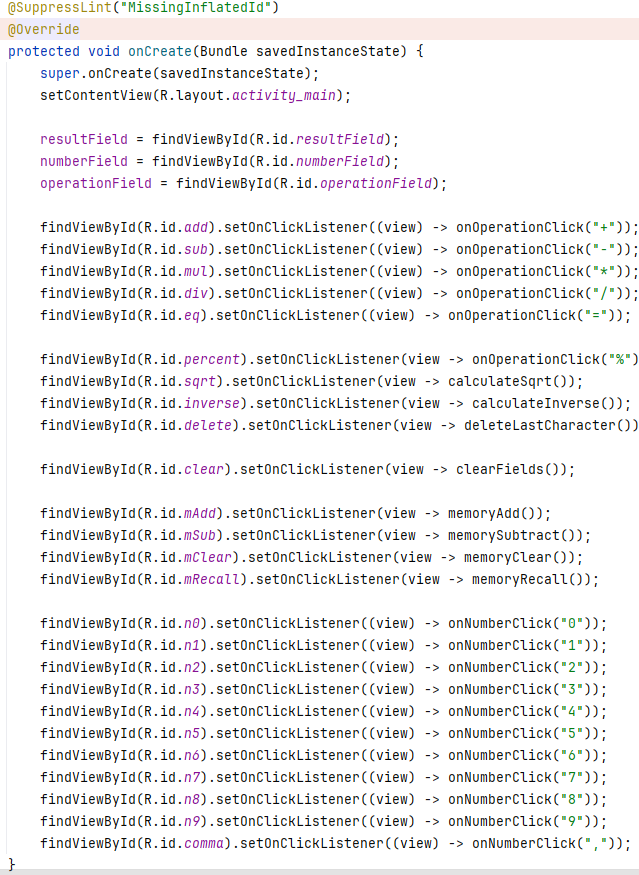 @SuppressLint("MissingInflatedId")
@Override
protected void onCreate(Bundle savedInstanceState) {
    super.onCreate(savedInstanceState);
    setContentView(R.layout.activity_main);

    resultField = findViewById(R.id.resultField);
    numberField = findViewById(R.id.numberField);
    operationField = findViewById(R.id.operationField);

    findViewById(R.id.add).setOnClickListener((view) -> onOperationClick("+"));
    findViewById(R.id.sub).setOnClickListener((view) -> onOperationClick("-"));
    findViewById(R.id.mul).setOnClickListener((view) -> onOperationClick("*"));
    findViewById(R.id.div).setOnClickListener((view) -> onOperationClick("/"));
    findViewById(R.id.eq).setOnClickListener((view) -> onOperationClick("="));

    findViewById(R.id.percent).setOnClickListener(view -> onOperationClick("%")
    findViewById(R.id.sqrt).setOnClickListener(view -> calculateSqrt());
    findViewById(R.id.inverse).setOnClickListener(view -> calculateInverse());
    findViewById(R.id.delete).setOnClickListener(view -> deleteLastCharacter())

    findViewById(R.id.clear).setOnClickListener(view -> clearFields());

    findViewById(R.id.mAdd).setOnClickListener(view -> memoryAdd());
    findViewById(R.id.mSub).setOnClickListener(view -> memorySubtract());
    findViewById(R.id.mClear).setOnClickListener(view -> memoryClear());
    findViewById(R.id.mRecall).setOnClickListener(view -> memoryRecall());

    findViewById(R.id.n0).setOnClickListener((view) -> onNumberClick("0"));
    findViewById(R.id.n1).setOnClickListener((view) -> onNumberClick("1"));
    findViewById(R.id.n2).setOnClickListener((view) -> onNumberClick("2"));
    findViewById(R.id.n3).setOnClickListener((view) -> onNumberClick("3"));
    findViewById(R.id.n4).setOnClickListener((view) -> onNumberClick("4"));
    findViewById(R.id.n5).setOnClickListener((view) -> onNumberClick("5"));
    findViewById(R.id.n6).setOnClickListener((view) -> onNumberClick("6"));
    findViewById(R.id.n7).setOnClickListener((view) -> onNumberClick("7"));
    findViewById(R.id.n8).setOnClickListener((view) -> onNumberClick("8"));
    findViewById(R.id.n9).setOnClickListener((view) -> onNumberClick("9"));
    findViewById(R.id.comma).setOnClickListener((view) -> onNumberClick(","));
}